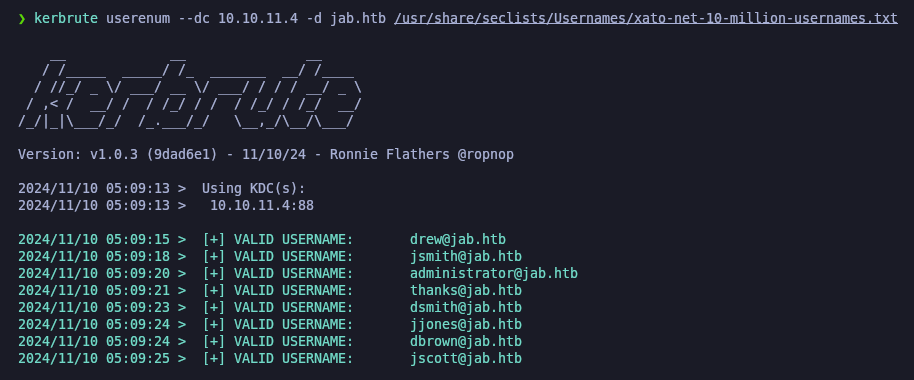 ❯ kerbrute userenum --dc 10.10.11.4 -d jab.htb /usr/share/seclists/Usernames/xato-net-10-million-usernames.txt

    __             __               __
   / /_____  _____/ /_  _______  __/ /____
  / //_/ _ \/ ___/ __ \/ ___/ / / / __/ _ \
 / ,< /  __/ /  / /_/ / /  / /_/ / /_/  __/
/_/|_|\___/_/  /_.___/_/   \__,_/\__/\___/

Version: v1.0.3 (9dad6e1) - 11/10/24 - Ronnie Flathers @ropnop

2024/11/10 05:09:13 >  Using KDC(s):
2024/11/10 05:09:13 >   10.10.11.4:88

2024/11/10 05:09:15 >  [+] VALID USERNAME:       drew@jab.htb
2024/11/10 05:09:18 >  [+] VALID USERNAME:       jsmith@jab.htb
2024/11/10 05:09:20 >  [+] VALID USERNAME:       administrator@jab.htb
2024/11/10 05:09:21 >  [+] VALID USERNAME:       thanks@jab.htb
2024/11/10 05:09:23 >  [+] VALID USERNAME:       dsmith@jab.htb
2024/11/10 05:09:24 >  [+] VALID USERNAME:       jjones@jab.htb
2024/11/10 05:09:24 >  [+] VALID USERNAME:       dbrown@jab.htb
2024/11/10 05:09:25 >  [+] VALID USERNAME:       jscott@jab.htb